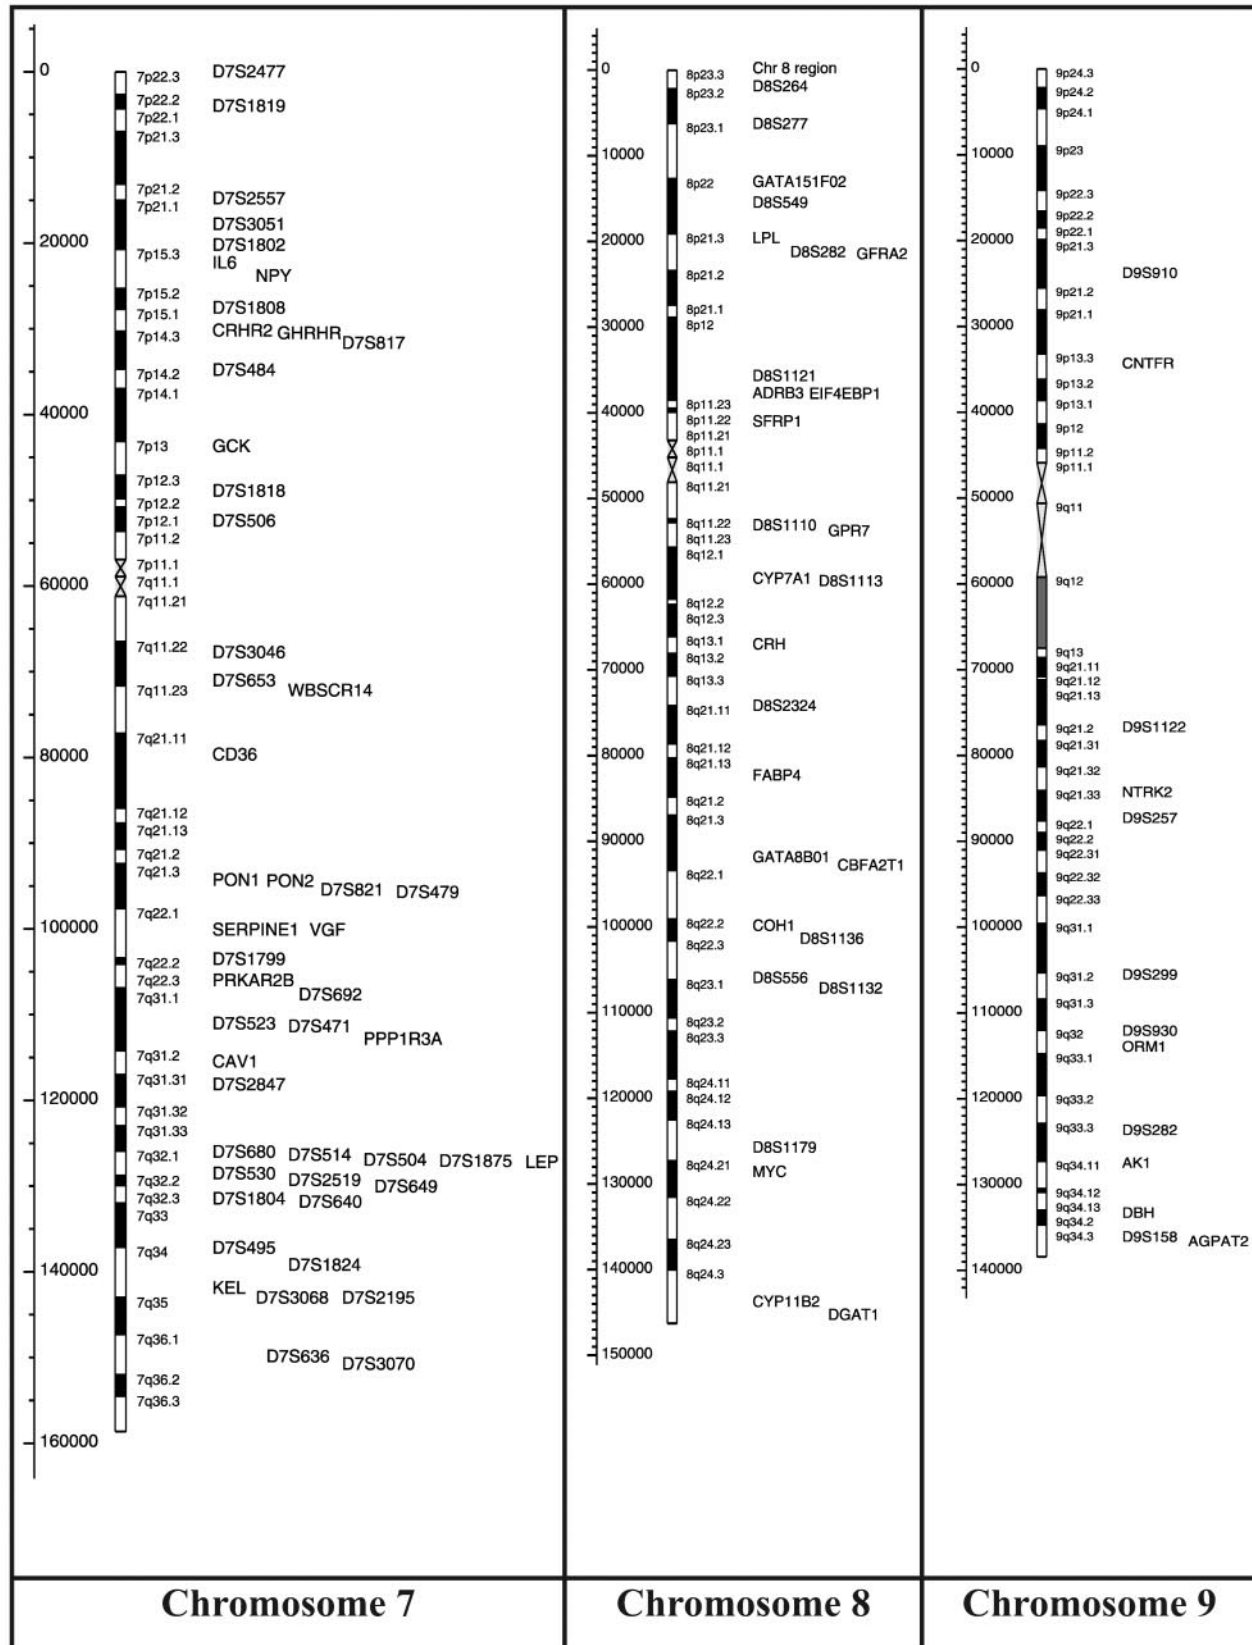 0
7p22.3
D7S2477
7p22.2
D7S1819
7p22.1
7p21.3
7p21.2
D7S2557
7p21.1
D7S3051
20000
D7S1802
7p15.3
IL6
NPY
7p15.2
D7S1808
7p15.1
CRHR2 GHRHR D7S817
7p14.3
7p14.2
D7S484
7p14.1
40000
7p13
GCK
7p12.3
D7S1818
7p12.2
7p12.1
D7S506
7p11.2
7p11.1
60000
7q11.1
7q11.21
7q11.22
D7S3046
D7S653
7q11.23
WBSCR14
7q21.11
80000
CD36
7q21.12
7q21.13
7q21.2
7q21.3
PON1 PON2 D7S821 D7S479
7q22.1
100000
SERPINE1 VGF
7q22.2
D7S1799
7q22.3
PRKAR2B
7q31.1
D7S692
D7S523 D7S471
PPP1R3A
7q31.2
CAV1
7q31.31
D7S2847
120000
7q31.32
7q31.33
7q32.1
D7S680 D7S514 D7S504 D7S1875 LEP
7q32.2
D7S530 D7S2519 D7S649
7q32.3
D7S1804 D7S640
7q33
7q34
D7S495
D7S1824
140000
KEL
7q35
D7S3068 D7S2195
7q36.1
D7S636 D7S3070
7q36.2
7q36.3
160000
Chromosome 7
0
8p23.3
Chr 8 region
8p23.2
D8S264
8p23.1
D8S277
10000
8p22
GATA151F02
D8S549
20000
8p21.3
LPL
D8S282 GFRA2
8p21.2
8p21.1
30000
8p12
D8S1121
ADRB3 EIF4EBP1
8p11.23
40000
8p11.22
SFRP1
8p11.21
8p11.1
8q11.1
8q11.21
50000
8q11.22
D8S1110 GPR7
8q11.23
8q12.1
60000
CYP7A1 D8S1113
8q12.2
8q12.3
8q13.1
CRH
8q13.2
70000
8q13.3
8q21.11
D8S2324
8q21.12
80000
8q21.13
FABP4
8q21.2
8q21.3
90000
GATA8B01 CBFA2T1
8q22.1
100000
8q22.2
COH1
8q22.3
D8S1136
8q23.1
D8S556 D8S1132
110000
8q23.2
8q23.3
8q24.11
120000
8q24.12
8q24.13
D8S1179
8q24.21
MYC
130000
8q24.22
8q24.23
140000
8q24.3
CYP11B2
DGAT1
150000
Chromosome 8
0
9p24.3
9p24.2
9p24.1
10000
9p23
9p22.3
9p22.2
20000
9p22.1
9p21.3
D9S910
9p21.2
9p21.1
30000
9p13.3
CNTFR
9p13.2
9p13.1
40000
9p12
9p11.2
9p11.1
50000
9q11
60000
9q12
9q13
70000
9q21.11
9q21.12
9q21.13
9q21.2
D9S1122
9q21.31
80000
9q21.32
9q21.33
NTRK2
9q22.1
D9S257
90000
9q22.2
9q22.31
9q22.32
9q22.33
100000
9q31.1
9q31.2
D9S299
9q31.3
110000
9q32
D9S930
ORM1
9q33.1
120000
9q33.2
9q33.3
D9S282
9q34.11
AK1
130000
9q34.12
9q34.13
DBH
9q34.2
9q34.3
D9S158 AGPAT2
140000
Chromosome 9